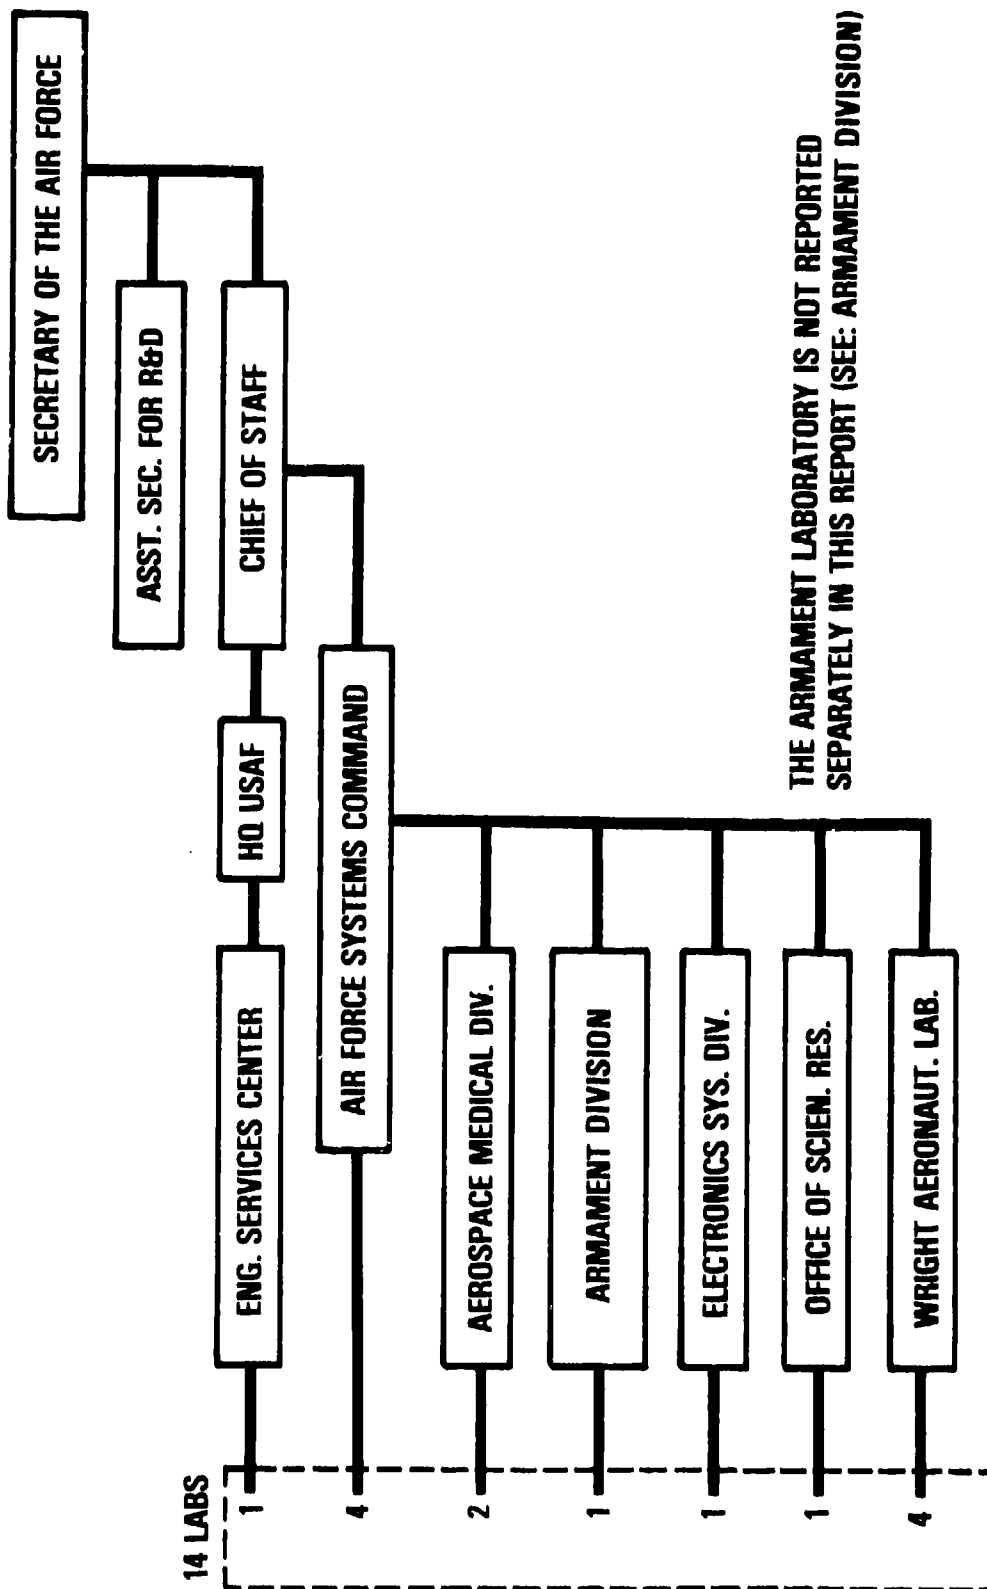 SECRETARY OF THE AIR FORCE
ASST. SEC. FOR R&D
14 LABS
1
ENG. SERVICES CENTER
HQ USAF
CHIEF OF STAFF
4
AIR FORCE SYSTEMS COMMAND
2
AEROSPACE MEDICAL DIV.
1
ARMAMENT DIVISION
1
ELECTRONICS SYS. DIV.
1
OFFICE OF SCIEN. RES.
4
WRIGHT AERONAUT. LAB.
THE ARMAMENT LABORATORY IS NOT REPORTED
SEPARATELY IN THIS REPORT (SEE: ARMAMENT DIVISION)